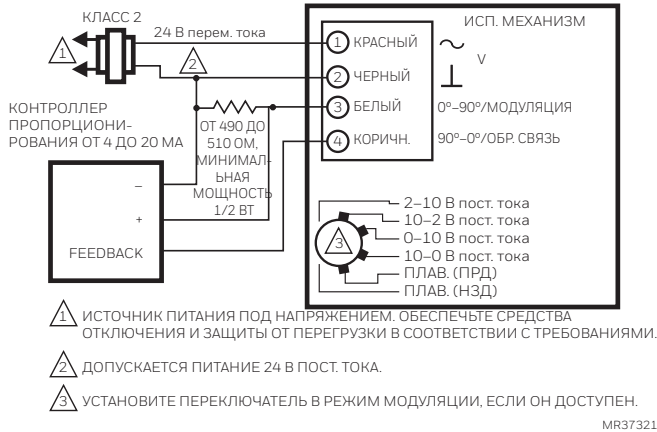 КЛАСС 2
24 В перем. тока
ИСП. МЕХАНИЗМ
1
2
1 КРАСНЫЙ
V
2 ЧЕРНЫЙ
3 БЕЛЫЙ
0°–90°/МОДУЛЯЦИЯ
4 КОРИЧН.
90°–0°/ОБР. СВЯЗЬ
КОНТРОЛЛЕР
ПРОПОРЦИОНИ-
РОВАНИЯ ОТ 4 ДО 20 МА
ОТ 490 ДО
510 ОМ,
МИНИМАЛ-
ЬНАЯ
МОЩНОСТЬ
1/2 ВТ
–
+
FEEDBACK
3
2–10 В пост. тока
10–2 В пост. тока
0–10 В пост. тока
10–0 В пост. тока
ПЛАВ. (ПРД)
ПЛАВ. (НЗД)
1 ИСТОЧНИК ПИТАНИЯ ПОД НАПРЯЖЕНИЕМ. ОБЕСПЕЧЬТЕ СРЕДСТВА
ОТКЛЮЧЕНИЯ И ЗАЩИТЫ ОТ ПЕРЕГРУЗКИ В СООТВЕТСТВИИ С ТРЕБОВАНИЯМИ.
2 ДОПУСКАЕТСЯ ПИТАНИЕ 24 В ПОСТ. ТОКА.
3 УСТАНОВИТЕ ПЕРЕКЛЮЧАТЕЛЬ В РЕЖИМ МОДУЛЯЦИИ, ЕСЛИ ОН ДОСТУПЕН.
MR37321